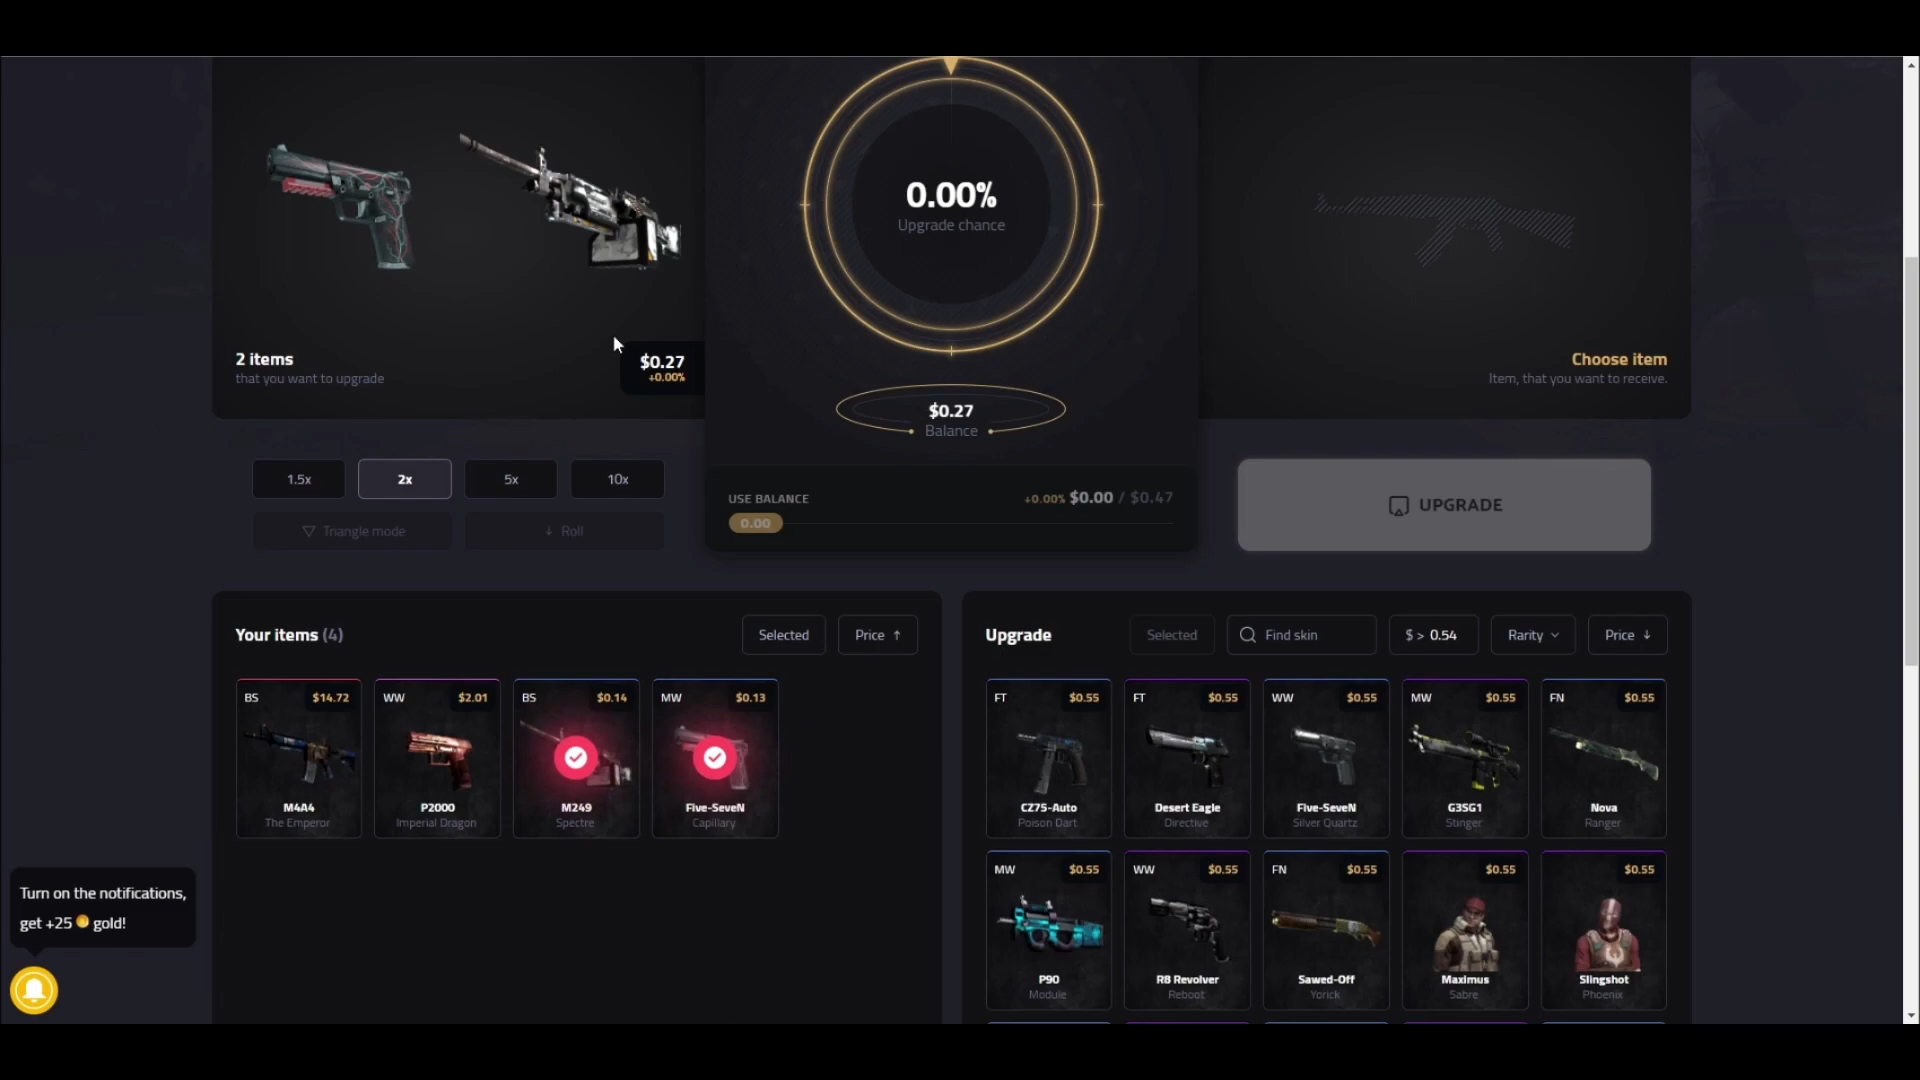 0.00%
Upgrade chance
2 items
that you want to upgrade
$0.27
+0.00%
Choose item
Item, that you want to receive.
$0.27
Balance
1.5x
2x
5x
10x
Triangle mode
Roll
USE BALANCE
+0.00% $0.00 / $0.47
0.00
UPGRADE
Your items (4)
Selected
Price
BS $14.72
M4A4
The Emperor
WW $2.01
P2000
Imperial Dragon
BS $0.14
M249
Spectre
MW $0.13
Five-SeveN
Capillary
Upgrade
Selected
Find skin
$ > 0.54
Rarity
Price
FT $0.55
CZ75-Auto
Poison Dart
FT $0.55
Desert Eagle
Directive
WW $0.55
Five-SeveN
Silver Quartz
MW $0.55
G3SG1
Stinger
FN $0.55
Nova
Ranger
MW $0.55
P90
Module
WW $0.55
R8 Revolver
Reboot
FN $0.55
Sawed-Off
Yorick
$0.55
Maximus
Sabre
$0.55
Slingshot
Phoenix
Turn on the notifications,
get +25 gold!